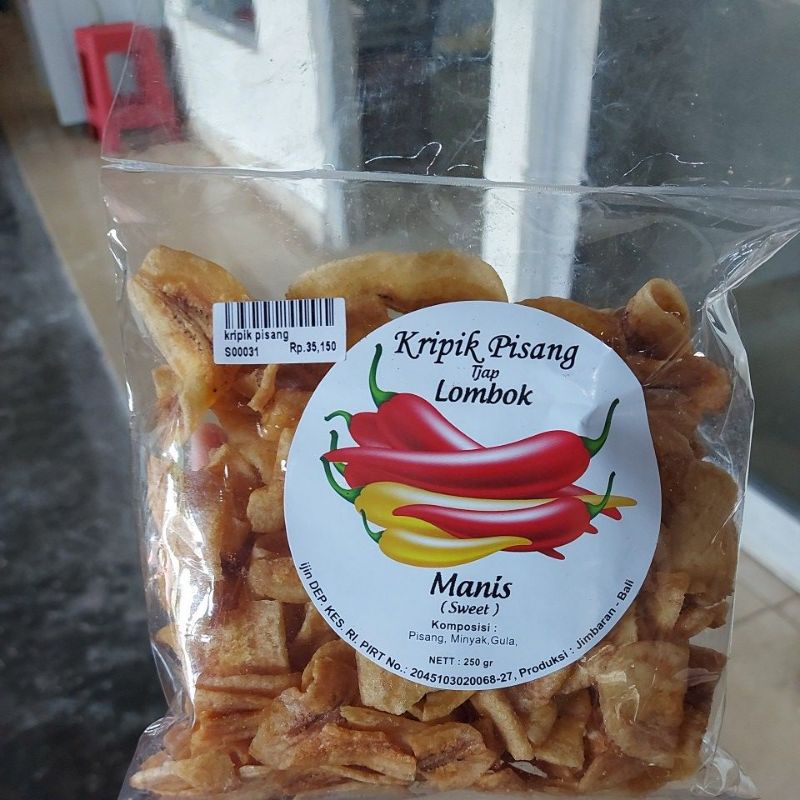 kripik pisang
S00031 Rp.35,150
Kripik Pisang
Tjap
Lombok
Manis
( Sweet )
Komposisi :
Pisang, Minyak,Gula,
NETT : 250 gr
ijin DEP KES. RI. PIRT No.: 2045103020068-27, Produksi : Jimbaran - Bali